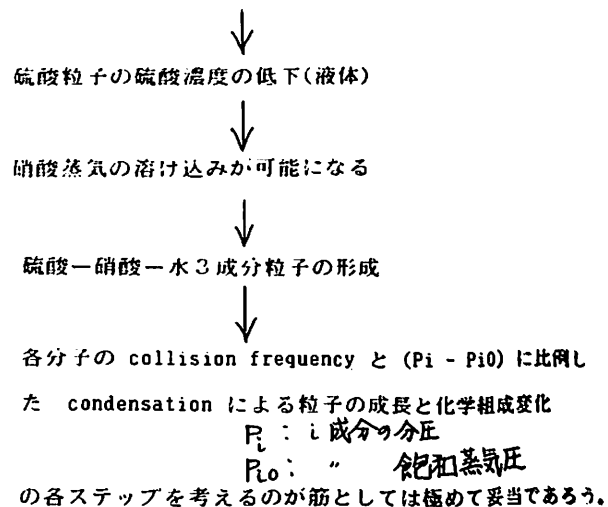 硫酸粒子の硫酸濃度の低下(液体)
硝酸蒸気の溶け込みが可能になる
硫酸ー硝酸ー水3成分粒子の形成
各分子の collision frequency と (Pi - Pi0) に比例し
た condensation による粒子の成長と化学組成変化
Pi : i 成分の分圧
Pi0 : 〃 飽和蒸気圧
の各ステップを考えるのが筋としては極めて妥当であろう。